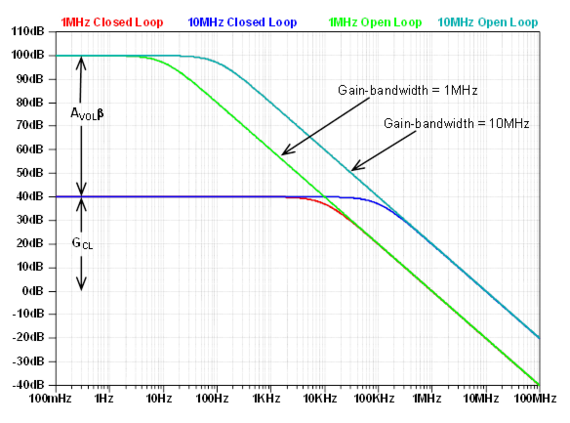 1MHz Closed Loop 10MHz Closed Loop 1MHz Open Loop 10MHz Open Loop
110dB
100dB
90dB
80dB
70dB
60dB
50dB
40dB
30dB
20dB
10dB
0dB
-10dB
-20dB
-30dB
-40dB
AVOLβ
GCL
Gain-bandwidth = 1MHz
Gain-bandwidth = 10MHz
100mHz 1Hz 10Hz 100Hz 1KHz 10KHz 100KHz 1MHz 10MHz 100MHz